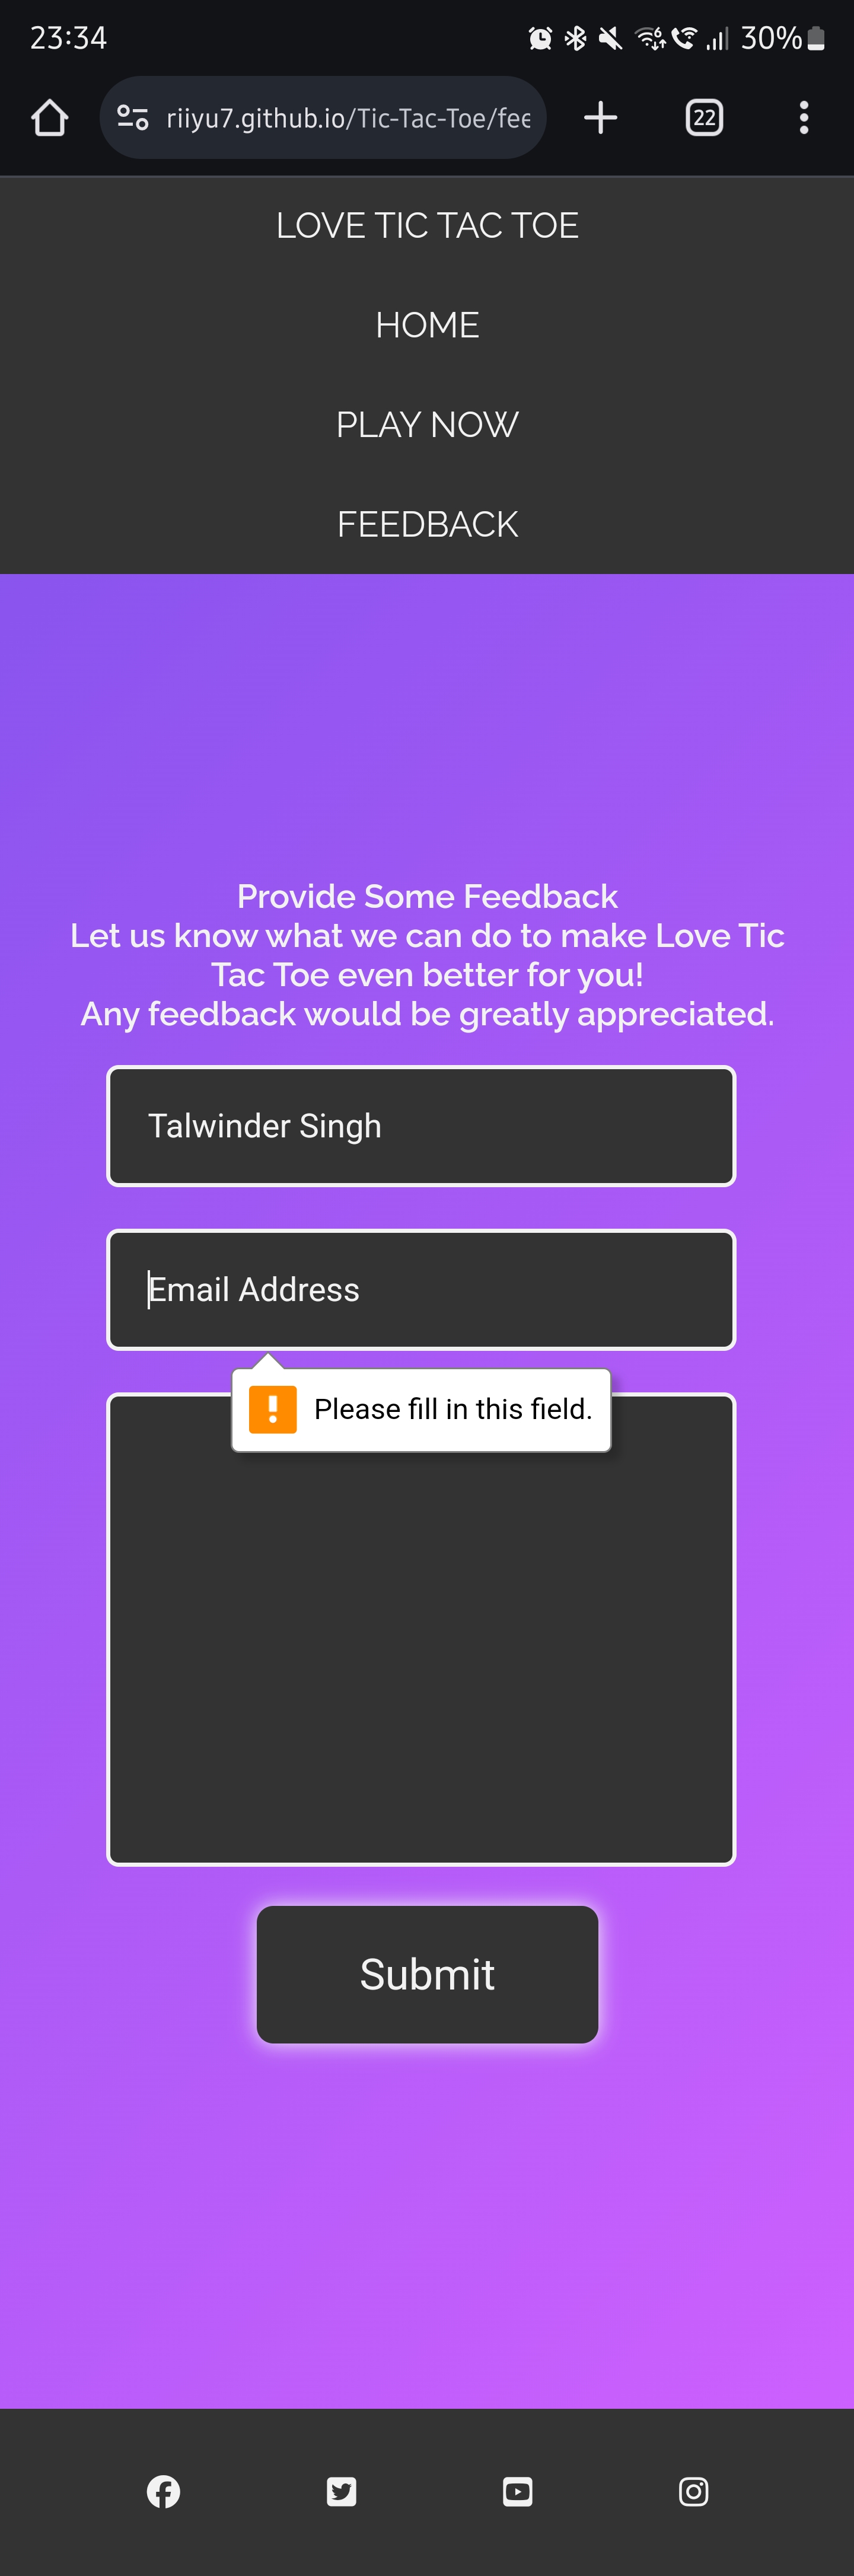 23:34
6
30%
riiyu7.github.io/Tic-Tac-Toe/fee
22
LOVE TIC TAC TOE
HOME
PLAY NOW
FEEDBACK
Provide Some Feedback
Let us know what we can do to make Love Tic
Tac Toe even better for you!
Any feedback would be greatly appreciated.
Talwinder Singh
Email Address
Please fill in this field.
Submit